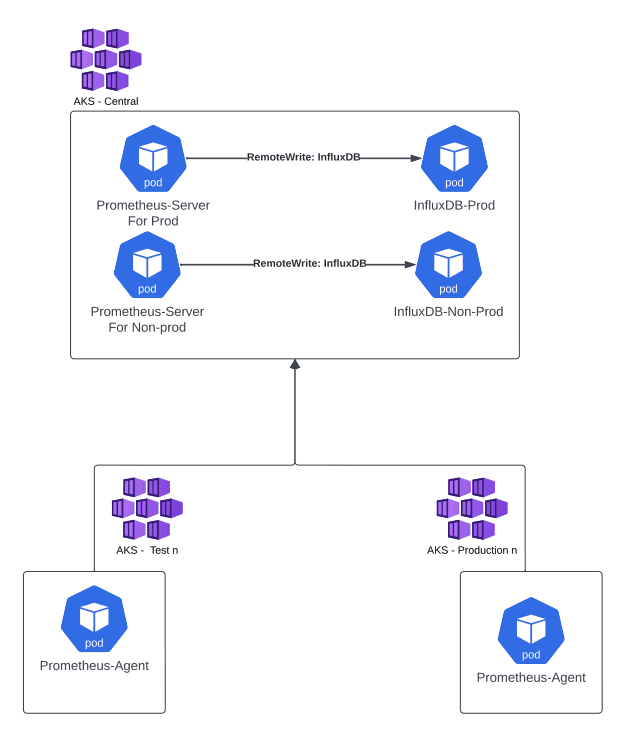 AKS - Central
pod
RemoteWrite: InfluxDB
pod
Prometheus-Server
For Prod
InfluxDB-Prod
pod
RemoteWrite: InfluxDB
pod
Prometheus-Server
For Non-prod
InfluxDB-Non-Prod
AKS -  Test n
AKS - Production n
pod
Prometheus-Agent
pod
Prometheus-Agent